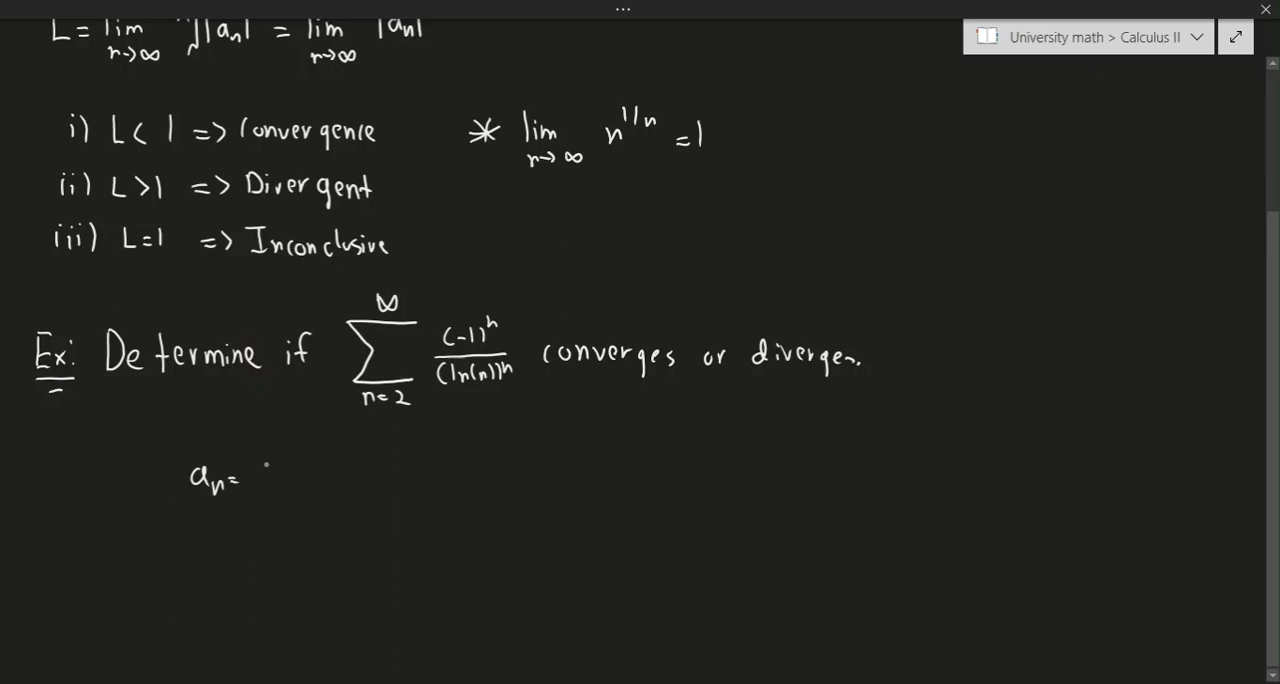 ...
University math > Calculus II
L = lim n→∞ ⁿ√|aₙ| = lim n→∞ |aₙ|
i) L < 1 => Convergence * lim n→∞ n^1/n = 1
ii) L > 1 => Divergent
iii) L = 1 => Inconclusive
Ex: Determine if ∞ ∑ n=2 (-1)^n / (ln(n))^n converges or diverges.
aₙ =